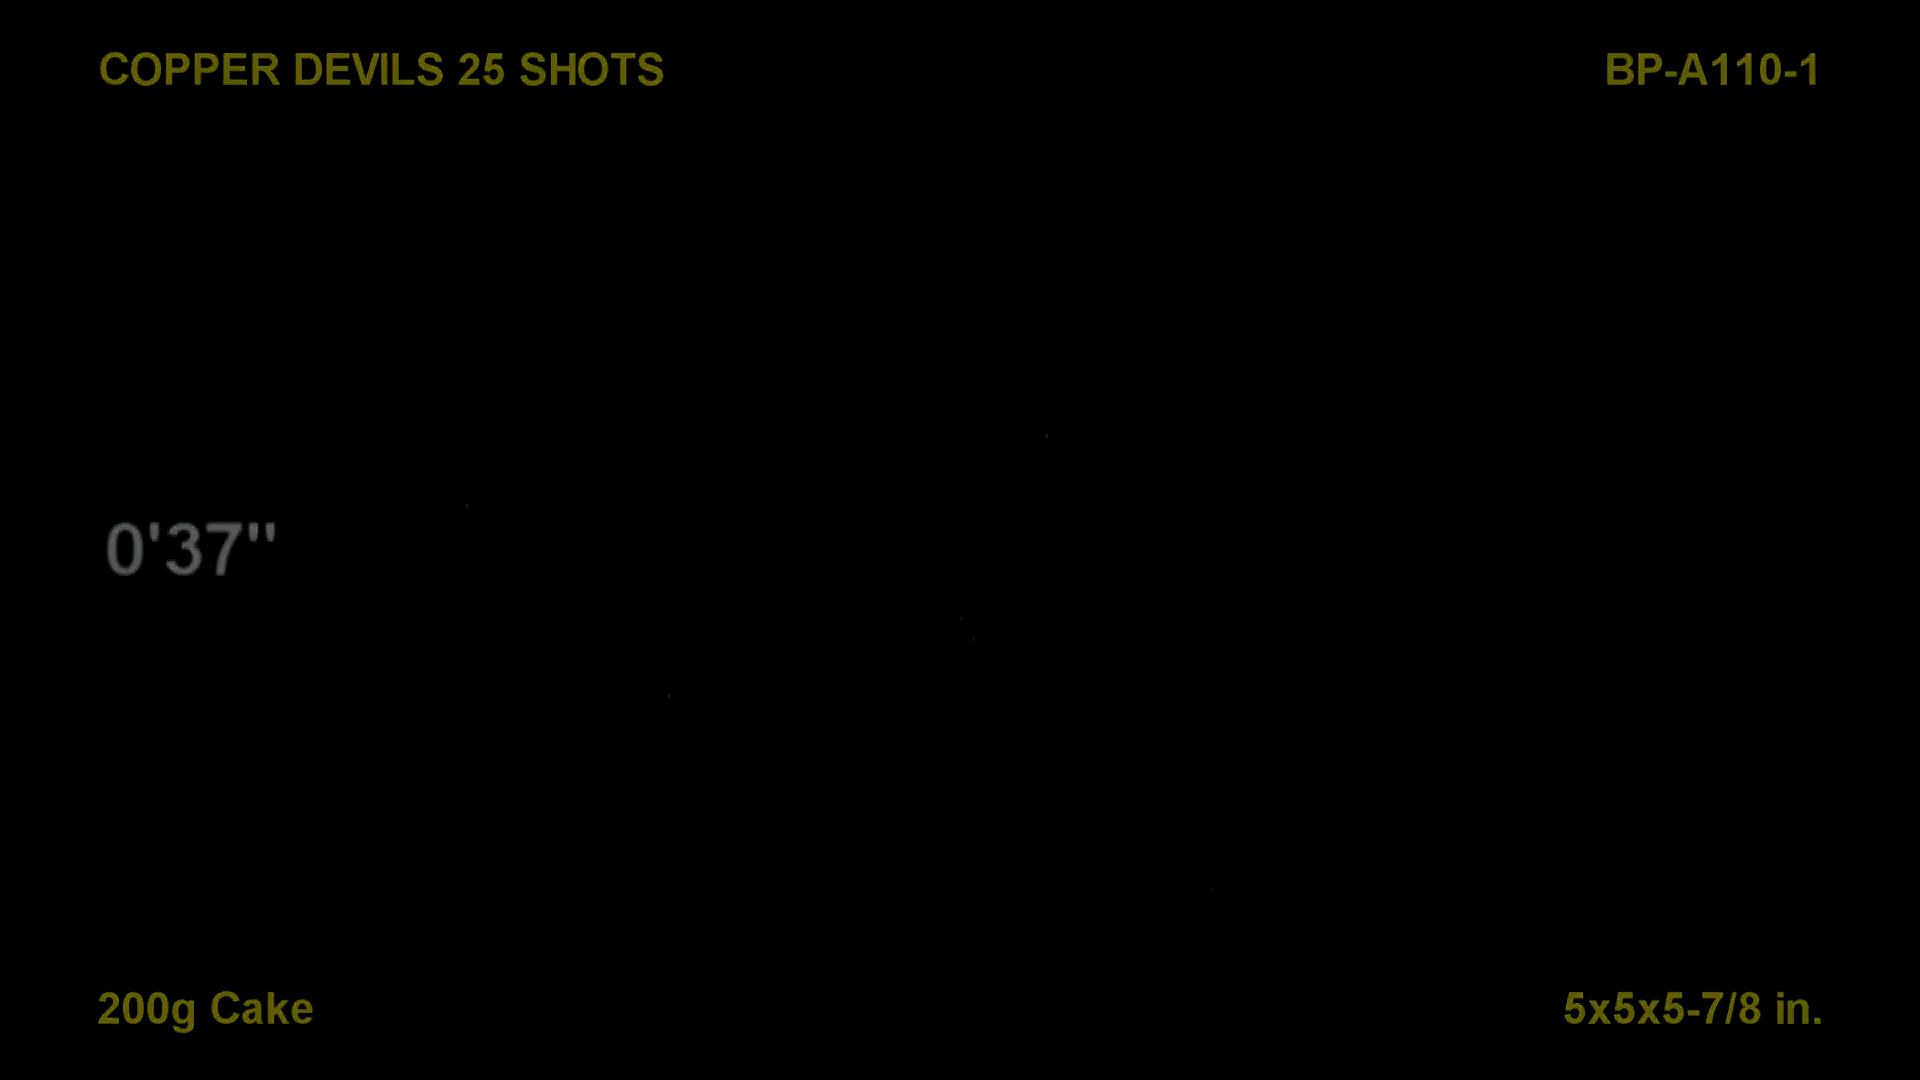 COPPER DEVILS 25 SHOTS
BP-A110-1
0'37"
200g Cake
5x5x5-7/8 in.